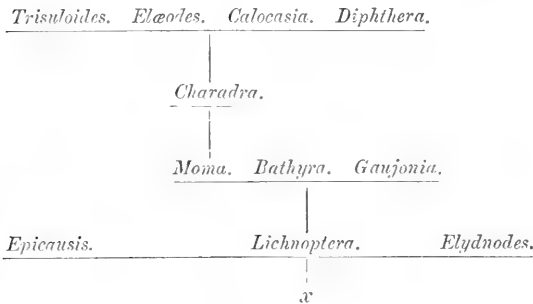 Trisuloides. Elæodes. Calocasia. Diphthera.
Charadra.
Moma. Bathyra. Gaujonia.
Epicausis. Lichnoptera. Elydnodes.
x